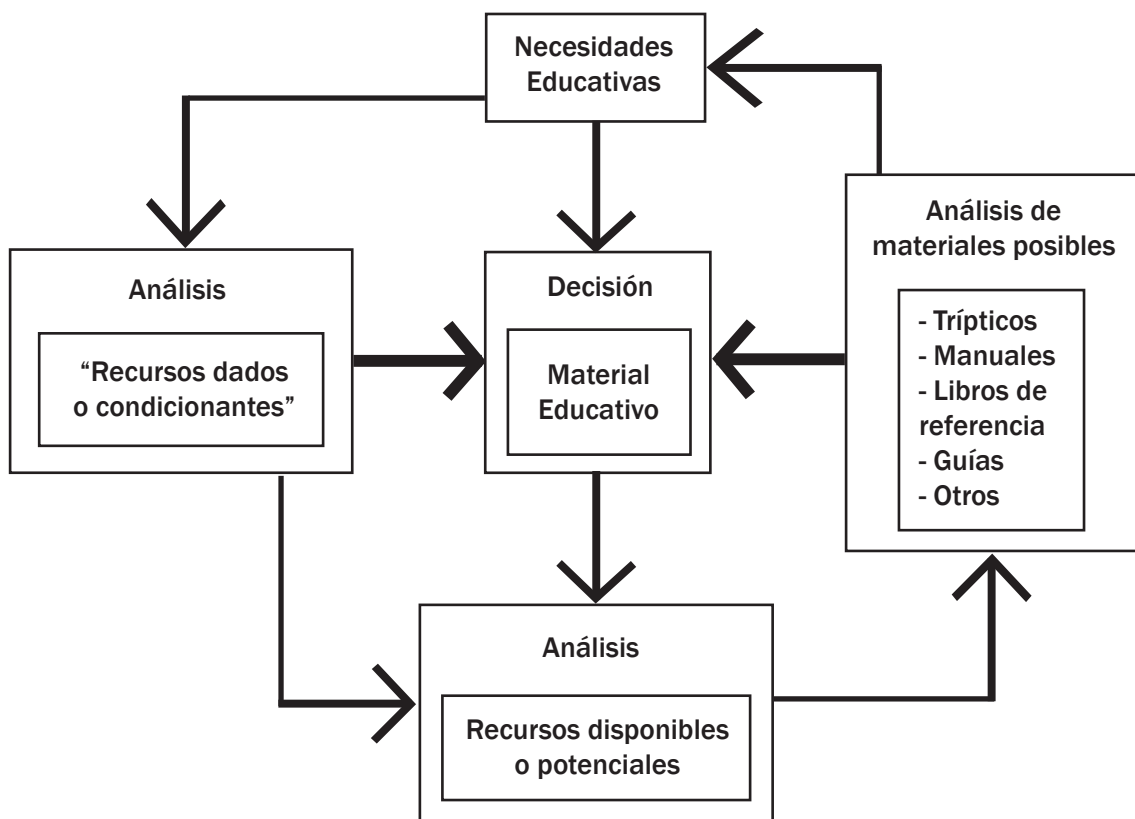 Necesidades
Educativas
Análisis
“Recursos dados
o condicionantes”
Decisión
Material
Educativo
Análisis de
materiales posibles
- Trípticos
- Manuales
- Libros de
referencia
- Guías
- Otros
Análisis
Recursos disponibles
o potenciales